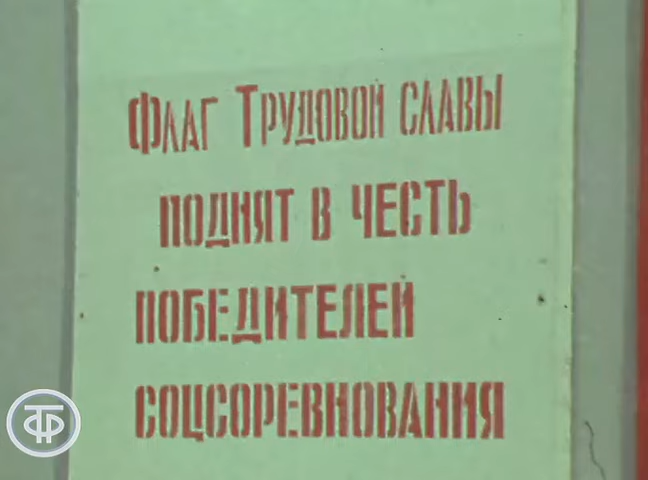 Флаг Трудовой славы
поднят в честь
победителей
соцсоревнования